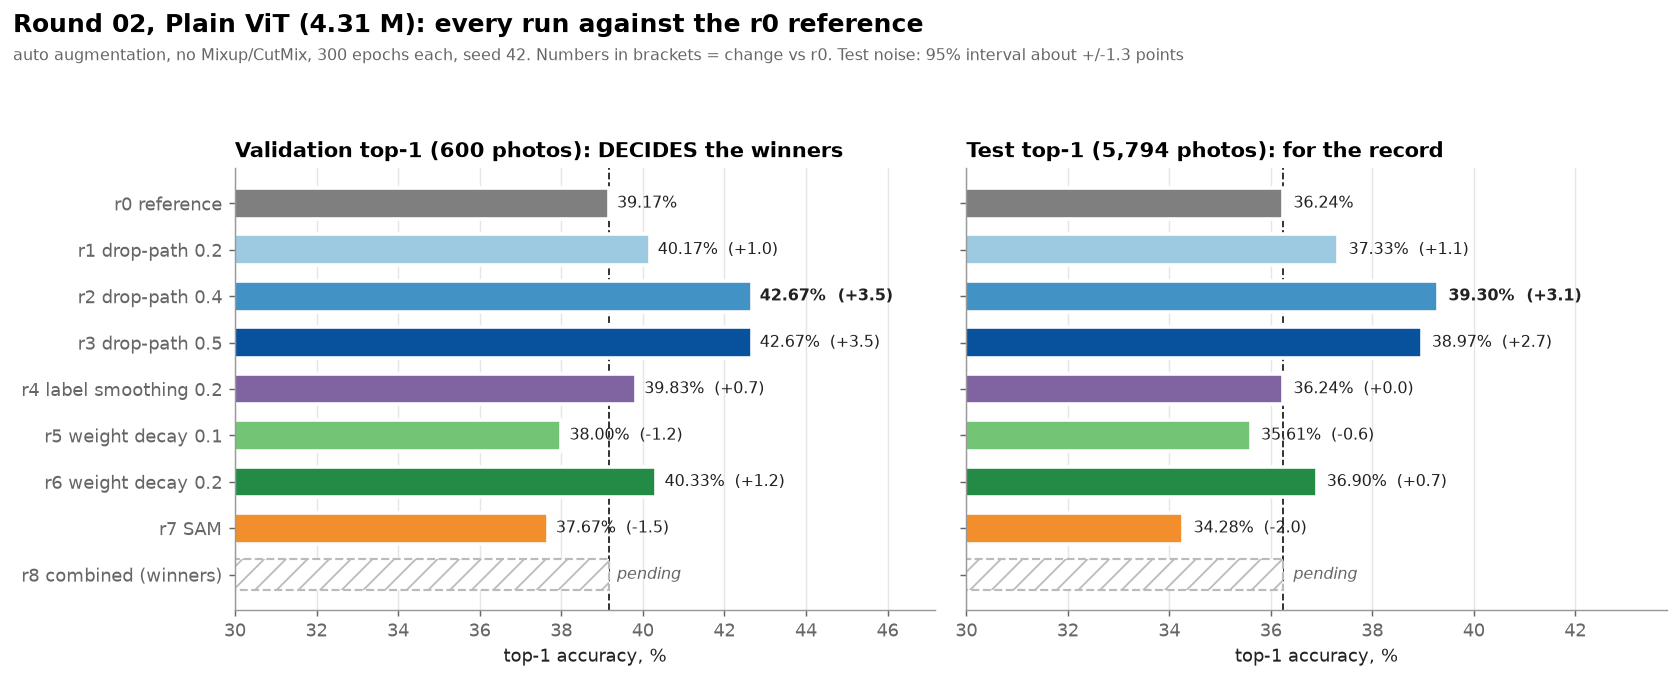 Round 02, Plain ViT (4.31 M): every run against the r0 reference
auto augmentation, no Mixup/CutMix, 300 epochs each, seed 42. Numbers in brackets = change vs r0. Test noise: 95% interval about +/-1.3 points
Validation top-1 (600 photos): DECIDES the winners
r0 reference 39.17%
r1 drop-path 0.2 40.17% (+1.0)
r2 drop-path 0.4 42.67% (+3.5)
r3 drop-path 0.5 42.67% (+3.5)
r4 label smoothing 0.2 39.83% (+0.7)
r5 weight decay 0.1 38.00% (-1.2)
r6 weight decay 0.2 40.33% (+1.2)
r7 SAM 37.67% (-1.5)
r8 combined (winners) pending
30 32 34 36 38 40 42 44 46
top-1 accuracy, %
Test top-1 (5,794 photos): for the record
36.24%
37.33% (+1.1)
39.30% (+3.1)
38.97% (+2.7)
36.24% (+0.0)
35.61% (-0.6)
36.90% (+0.7)
34.28% (-2.0)
pending
30 32 34 36 38 40 42
top-1 accuracy, %